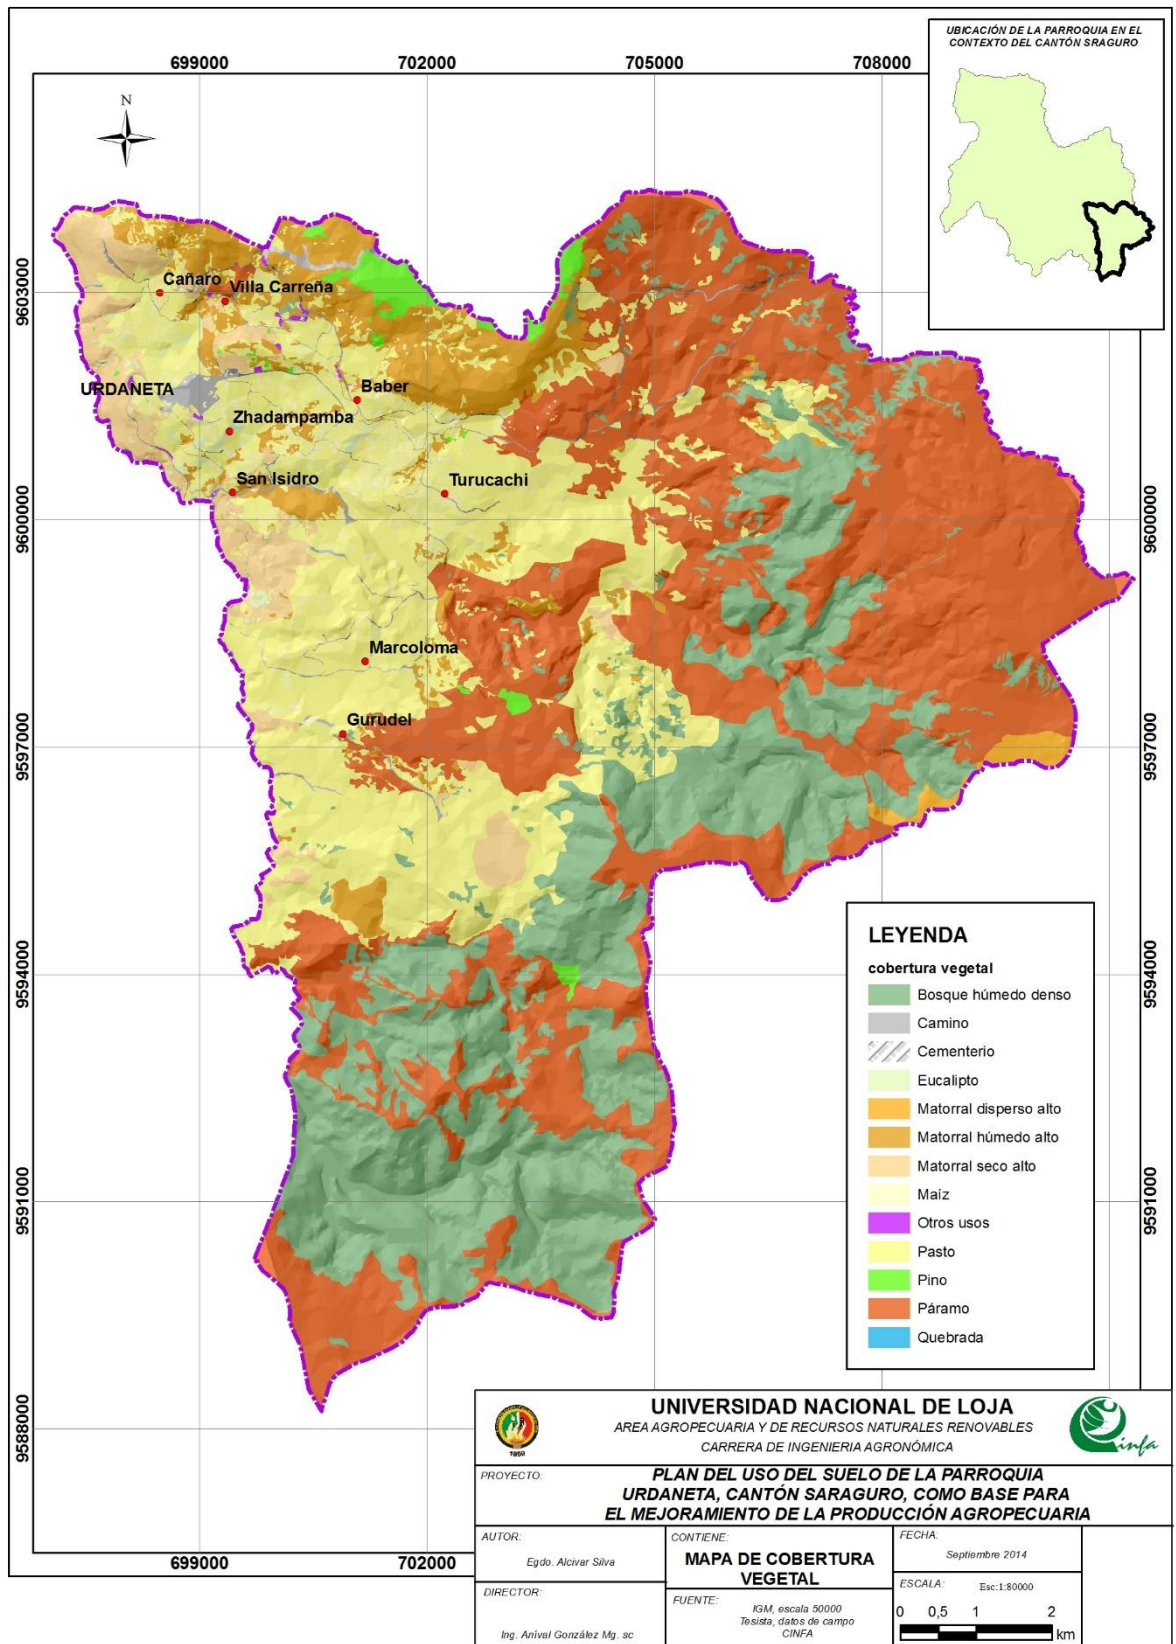 UBICACIÓN DE LA PARROQUIA EN EL
CONTEXTO DEL CANTÓN SRAGURO
699000
702000
705000
708000
N
9603000
9603000
Cañaro
Villa Carreña
URDANETA
Baber
Zhadampamba
San Isidro
Turucachi
9600000
9600000
Marcoloma
Gurudel
9597000
9597000
LEYENDA
cobertura vegetal
Bosque húmedo denso
Camino
Cementerio
Eucalipto
Matorral disperso alto
Matorral húmedo alto
Matorral seco alto
Maíz
Otros usos
Pasto
Pino
Páramo
Quebrada
9594000
9594000
9591000
9591000
9588000
699000
702000
1859
UNIVERSIDAD NACIONAL DE LOJA
AREA AGROPECUARIA Y DE RECURSOS NATURALES RENOVABLES
CARRERA DE INGENIERIA AGRONÓMICA
infa
PROYECTO:
PLAN DEL USO DEL SUELO DE LA PARROQUIA
URDANETA, CANTÓN SARAGURO, COMO BASE PARA
EL MEJORAMIENTO DE LA PRODUCCIÓN AGROPECUARIA
AUTOR:
Egdo. Alcivar Silva
CONTIENE:
MAPA DE COBERTURA
VEGETAL
FECHA:
Septiembre 2014
DIRECTOR:
Ing. Anival González Mg. sc
FUENTE:
IGM, escala 50000
Tesista, datos de campo
CINFA
ESCALA:
Esc:1:80000
0 0,5 1 2
km